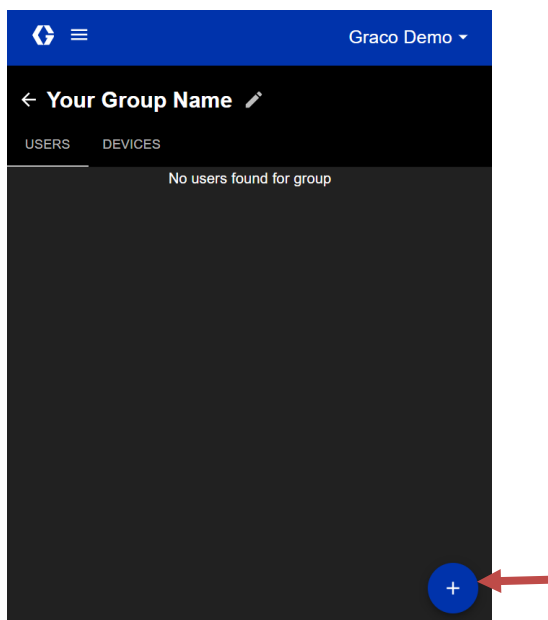 Graco Demo
Your Group Name
USERS DEVICES
No users found for group
+